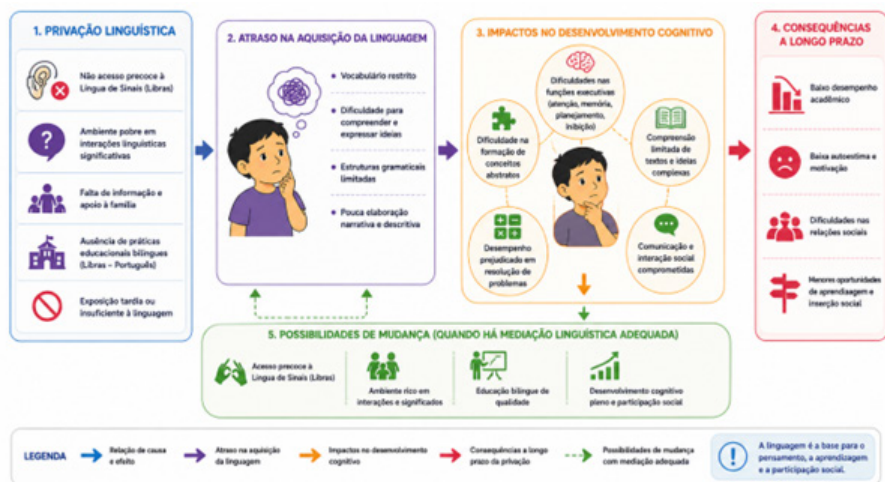 1. PRIVAÇÃO LINGUÍSTICA
Não acesso precoce à
Língua de Sinais (Libras)
Ambiente pobre em
interações linguísticas
significativas
Falta de informação e
apoio à família
Ausência de práticas
educacionais bilíngues
(Libras – Português)
Exposição tardia ou
insuficiente à linguagem
2. ATRASO NA AQUISIÇÃO DA LINGUAGEM
Vocabulário restrito
Dificuldade para
compreender e
expressar ideias
Estruturas gramaticais
limitadas
Pouca elaboração
narrativa e descritiva
3. IMPACTOS NO DESENVOLVIMENTO COGNITIVO
Dificuldades nas
funções executivas
(atenção, memória,
planejamento,
inibição)
Dificuldade na
formação de
conceitos
abstratos
Compreensão
limitada de
textos e ideias
complexas
Desempenho
prejudicado em
resolução de
problemas
Comunicação e
interação social
comprometidas
4. CONSEQUÊNCIAS
A LONGO PRAZO
Baixo desempenho
acadêmico
Baixa autoestima e
motivação
Dificuldades nas
relações sociais
Menores oportunidades
de aprendizagem e
inserção social
5. POSSIBILIDADES DE MUDANÇA (QUANDO HÁ MEDIAÇÃO LINGUÍSTICA ADEQUADA)
Acesso precoce à
Língua de Sinais (Libras)
Ambiente rico em
interações e significados
Educação bilíngue
de qualidade
Desenvolvimento cognitivo
pleno e participação social
LEGENDA
Relação de causa
e efeito
Atraso na aquisição
da linguagem
Impactos no desenvolvimento
cognitivo
Consequências a longo
prazo da privação
Possibilidades de mudança
com mediação adequada
A linguagem é a base para o
pensamento, a aprendizagem
e a participação social.